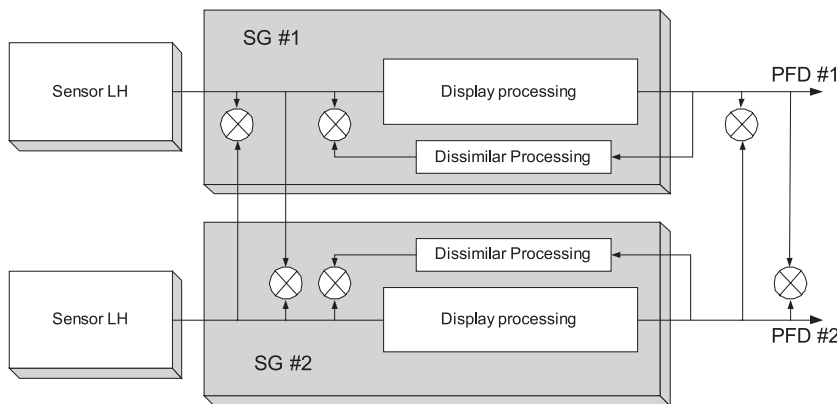 SG #1
Sensor LH
Display processing
PFD #1
Dissimilar Processing
Dissimilar Processing
Sensor LH
Display processing
PFD #2
SG #2